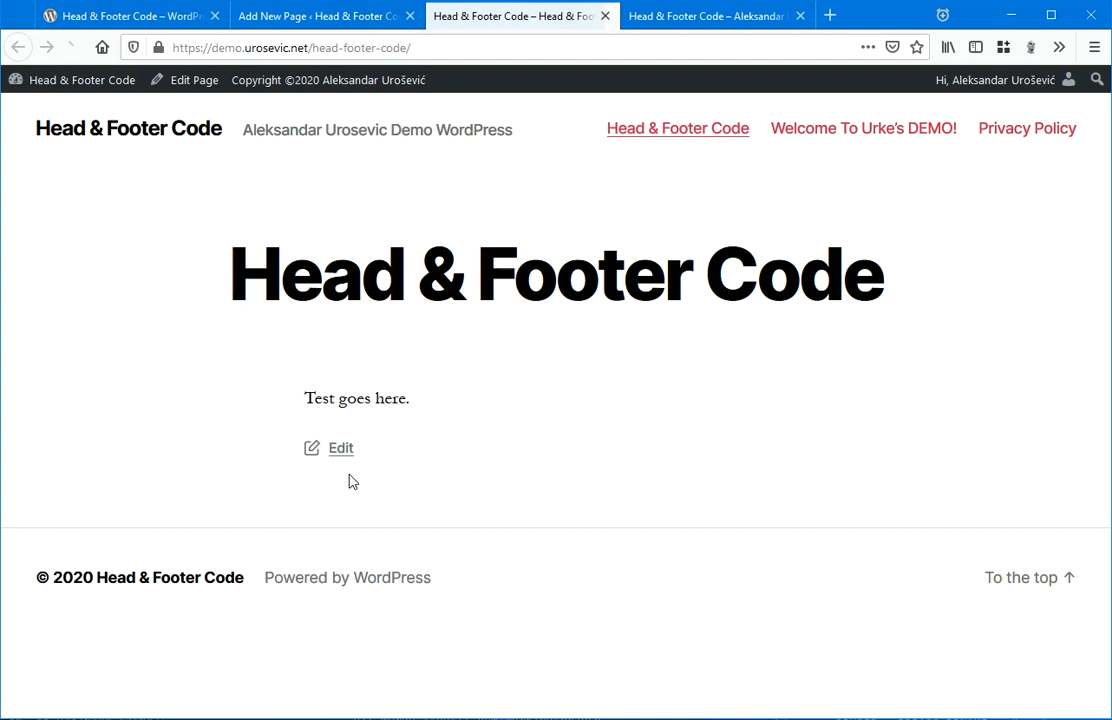 Head & Footer Code – WordPr
Add New Page ‹ Head & Footer C
Head & Footer Code – Head & Foo
Head & Footer Code – Aleksandar
https://demo.urosevic.net/head-footer-code/
Head & Footer Code Edit Page Copyright ©2020 Aleksandar Urošević Hi, Aleksandar Urošević
Head & Footer Code Aleksandar Urosevic Demo WordPress Head & Footer Code Welcome To Urke's DEMO! Privacy Policy
Head & Footer Code
Test goes here.
Edit
© 2020 Head & Footer Code Powered by WordPress To the top ↑